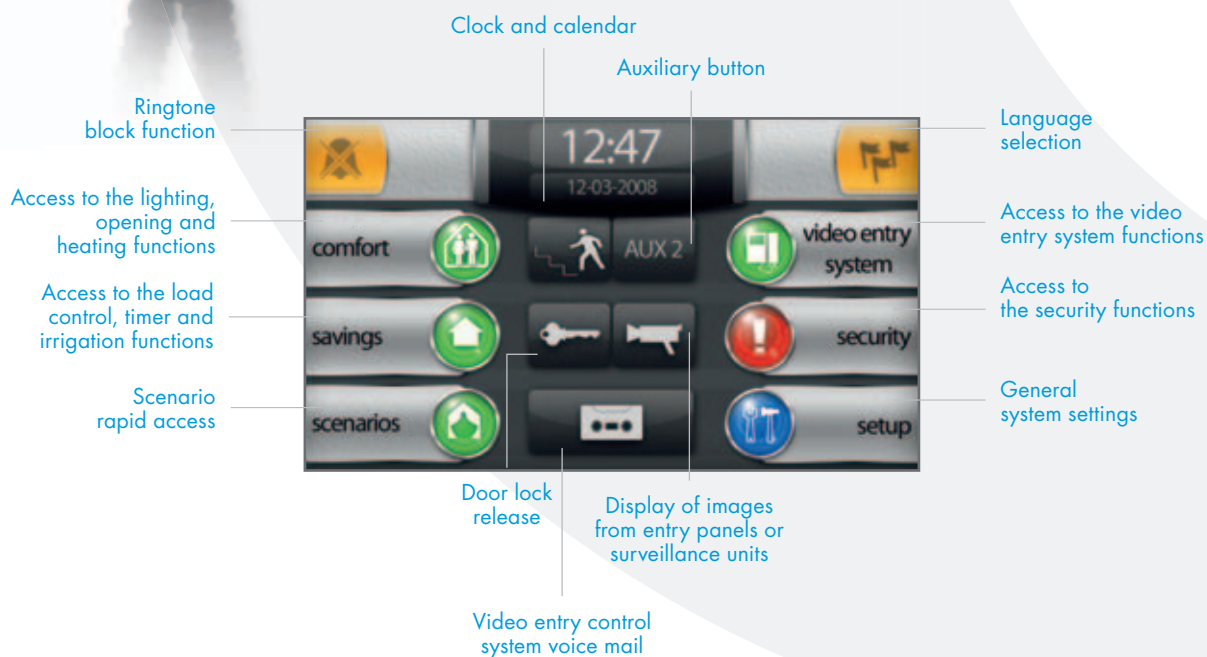 Clock and calendar
Auxiliary button
Ringtone
block function
Language
selection
12:47
12-03-2008
Access to the lighting,
opening and
heating functions
comfort
AUX 2
video entry
system
Access to the video
entry system functions
Access to the load
control, timer and
irrigation functions
savings
security
Access to
the security functions
Scenario
rapid access
scenarios
setup
General
system settings
Door lock
release
Display of images
from entry panels or
surveillance units
Video entry control
system voice mail